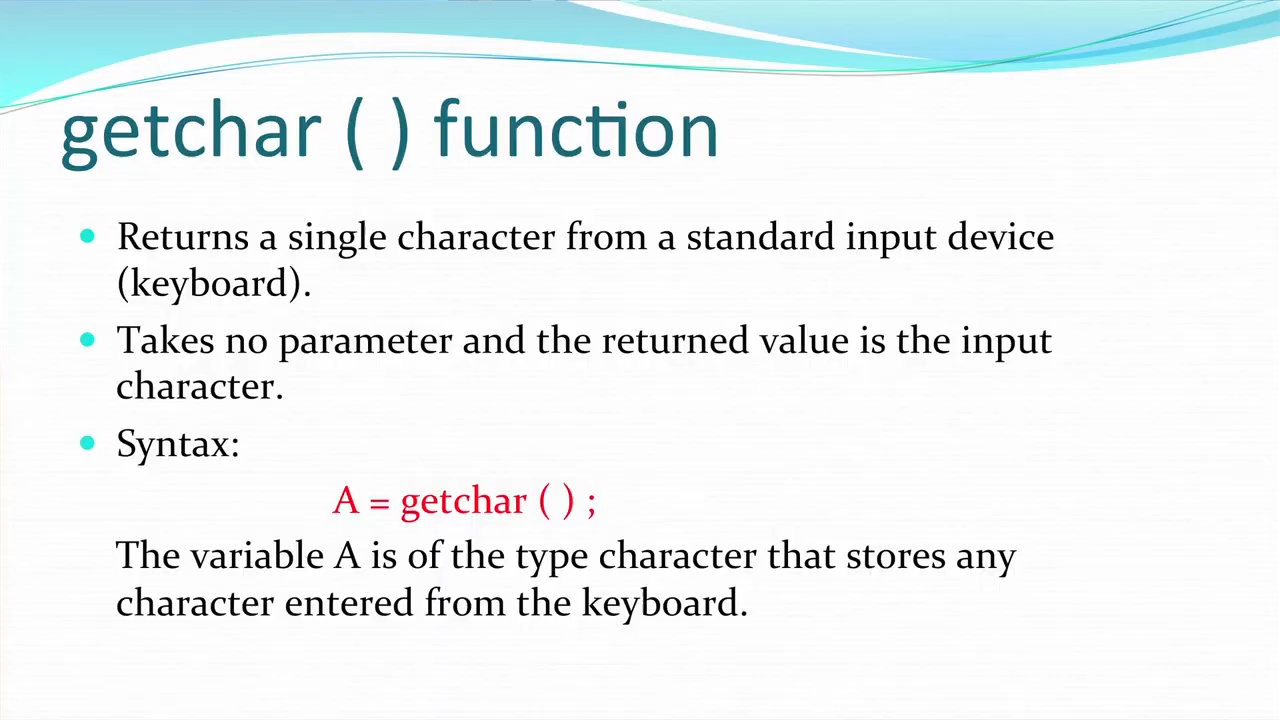 getchar ( ) function
• Returns a single character from a standard input device
(keyboard).
• Takes no parameter and the returned value is the input
character.
• Syntax:
A = getchar ( ) ;
The variable A is of the type character that stores any
character entered from the keyboard.